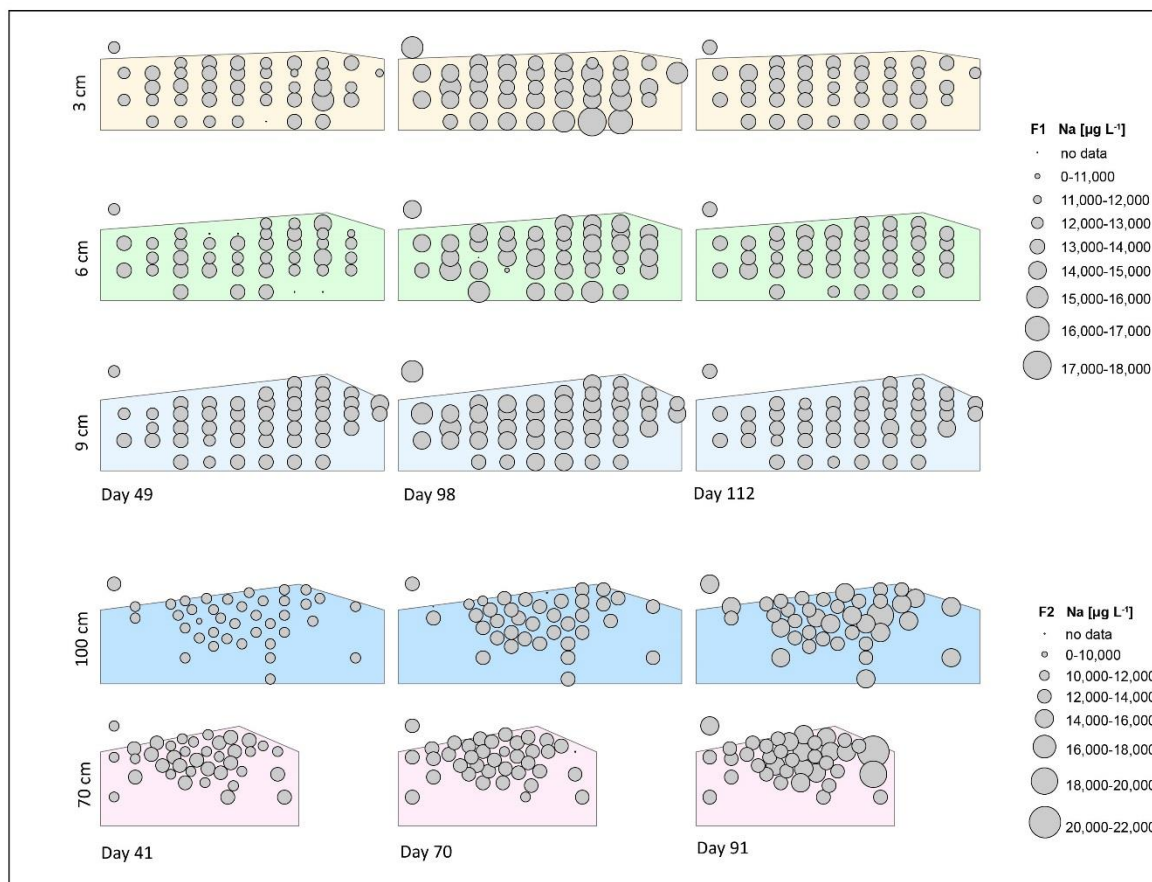 3 cm
F1 Na [µg L⁻¹]
no data
0-11,000
11,000-12,000
12,000-13,000
13,000-14,000
14,000-15,000
15,000-16,000
16,000-17,000
17,000-18,000
6 cm
9 cm
Day 49
Day 98
Day 112
100 cm
F2 Na [µg L⁻¹]
no data
0-10,000
10,000-12,000
12,000-14,000
14,000-16,000
16,000-18,000
18,000-20,000
20,000-22,000
70 cm
Day 41
Day 70
Day 91